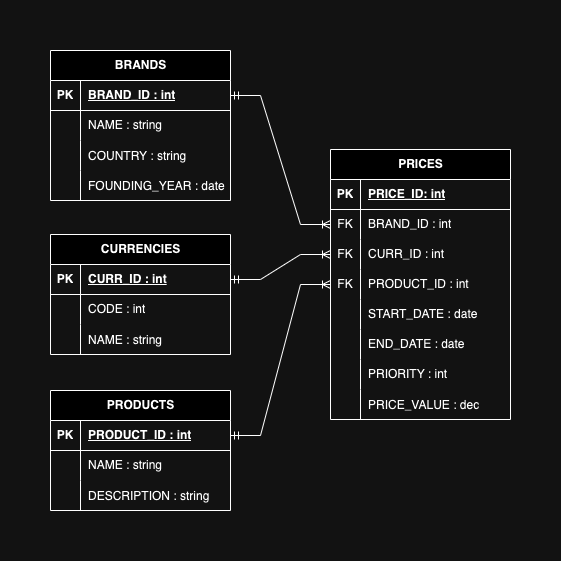 BRANDS
PK BRAND_ID : int
NAME : string
COUNTRY : string
FOUNDING_YEAR : date
CURRENCIES
PK CURR_ID : int
CODE : int
NAME : string
PRODUCTS
PK PRODUCT_ID : int
NAME : string
DESCRIPTION : string
PRICES
PK PRICE_ID: int
FK BRAND_ID : int
FK CURR_ID : int
FK PRODUCT_ID : int
START_DATE : date
END_DATE : date
PRIORITY : int
PRICE_VALUE : dec